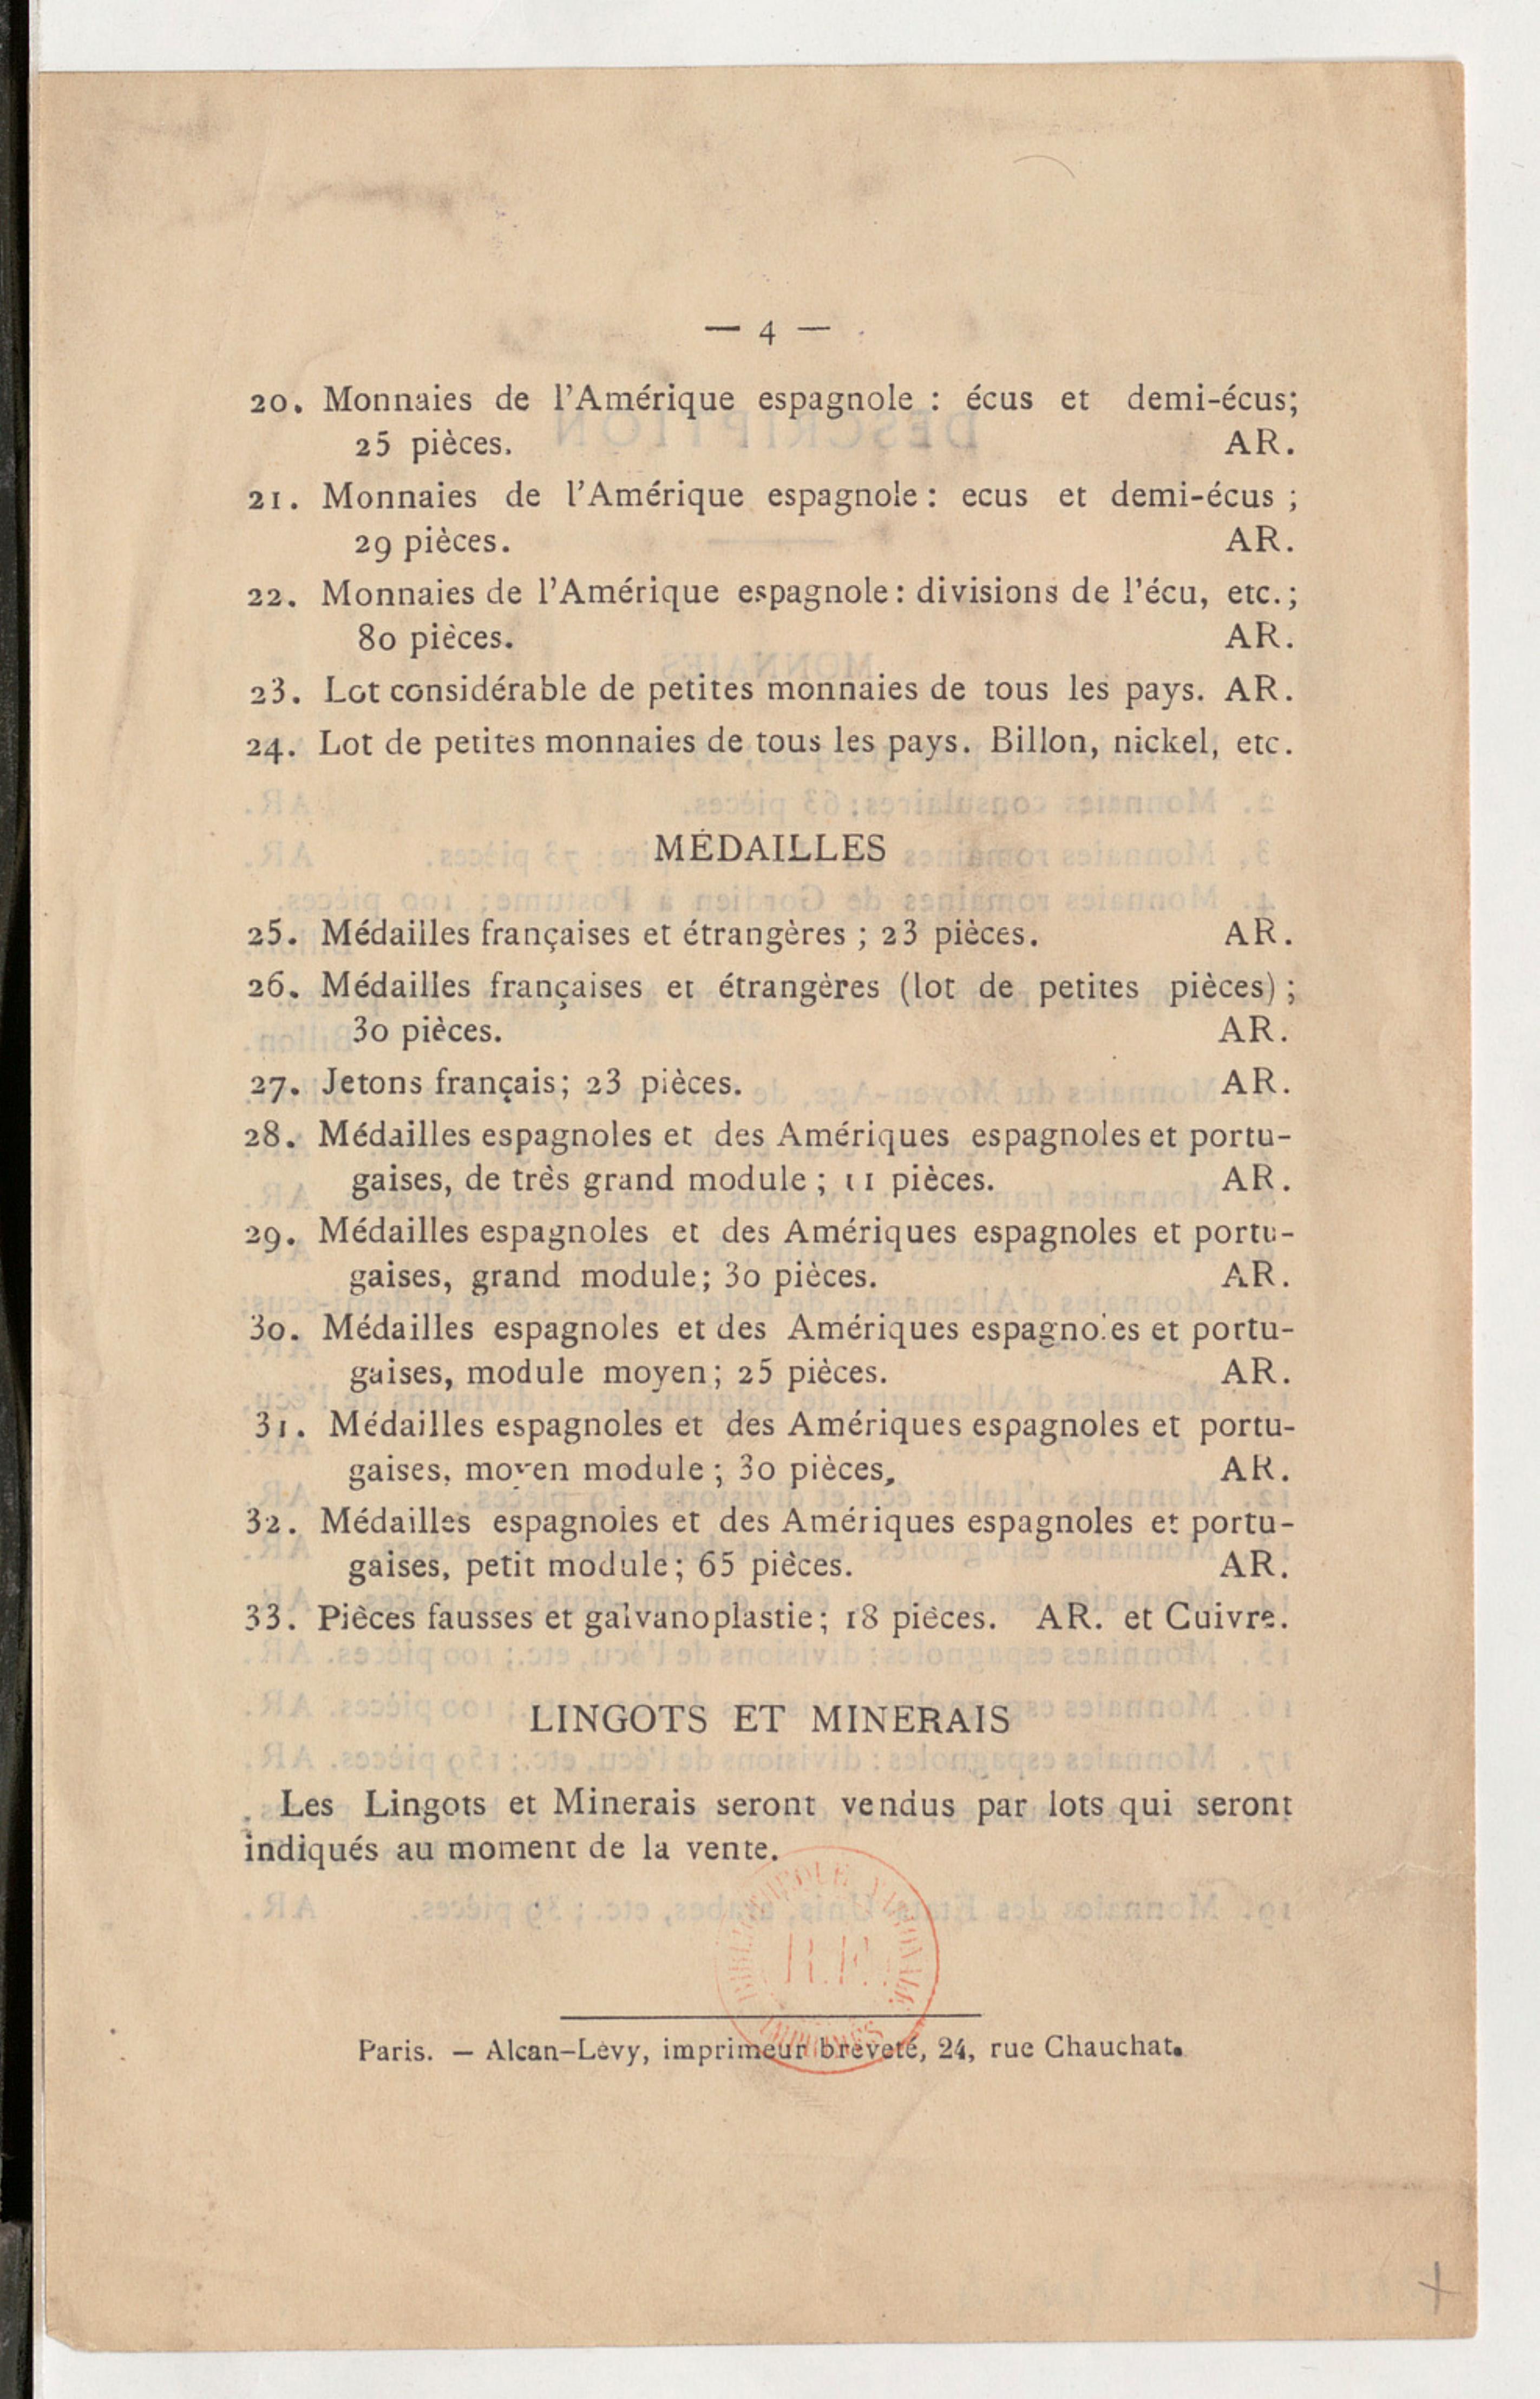 — 4 —
20. Monnaies de l'Amérique espagnole : écus et demi-écus;
25 pièces. AR.
21. Monnaies de l'Amérique espagnole : ecus et demi-écus ;
29 pièces. AR.
22. Monnaies de l'Amérique espagnole : divisions de l'écu, etc.;
80 pièces. AR.
23. Lot considérable de petites monnaies de tous les pays. AR.
24. Lot de petites monnaies de tous les pays. Billon, nickel, etc.
MÉDAILLES
25. Médailles françaises et étrangères ; 23 pièces. AR.
26. Médailles françaises et étrangères (lot de petites pièces) ;
30 pièces. AR.
27. Jetons français; 23 pièces. AR.
28. Médailles espagnoles et des Amériques espagnoles et portu-
gaises, de très grand module ; 11 pièces. AR.
29. Médailles espagnoles et des Amériques espagnoles et portu-
gaises, grand module; 30 pièces. AR.
30. Médailles espagnoles et des Amériques espagnoles et portu-
gaises, module moyen; 25 pièces. AR.
31. Médailles espagnoles et des Amériques espagnoles et portu-
gaises, moyen module ; 30 pièces, AR.
32. Médailles espagnoles et des Amériques espagnoles et portu-
gaises, petit module; 65 pièces. AR.
33. Pièces fausses et galvanoplastie; 18 pièces. AR. et Cuivre.
LINGOTS ET MINERAIS
Les Lingots et Minerais seront vendus par lots qui seront
indiqués au moment de la vente.
R.F.
Paris. — Alcan-Lévy, imprimeur breveté, 24, rue Chauchat.